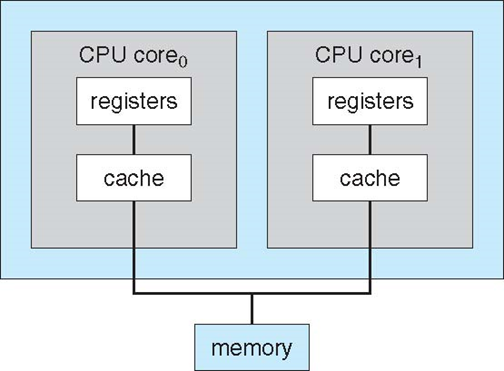 CPU core₀
registers
cache
CPU core₁
registers
cache
memory